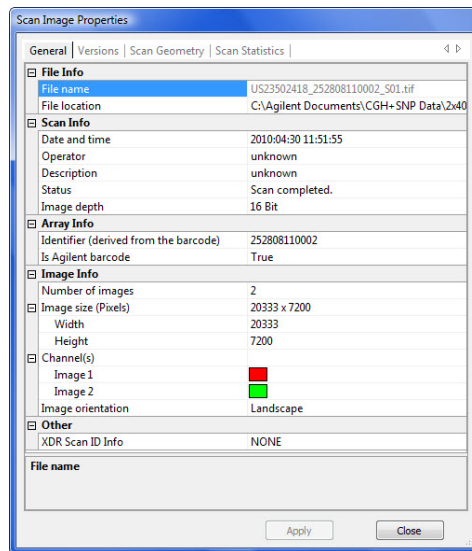 Scan Image Properties
General Versions Scan Geometry Scan Statistics
File Info
File name US23502418_252808110002_S01.tif
File location C:\Agilent Documents\CGH+SNP Data\2x40
Scan Info
Date and time 2010:04:30 11:51:55
Operator unknown
Description unknown
Status Scan completed.
Image depth 16 Bit
Array Info
Identifier (derived from the barcode) 252808110002
Is Agilent barcode True
Image Info
Number of images 2
Image size (Pixels) 20333 x 7200
Width 20333
Height 7200
Channel(s)
Image 1
Image 2
Image orientation Landscape
Other
XDR Scan ID Info NONE
File name
Apply Close